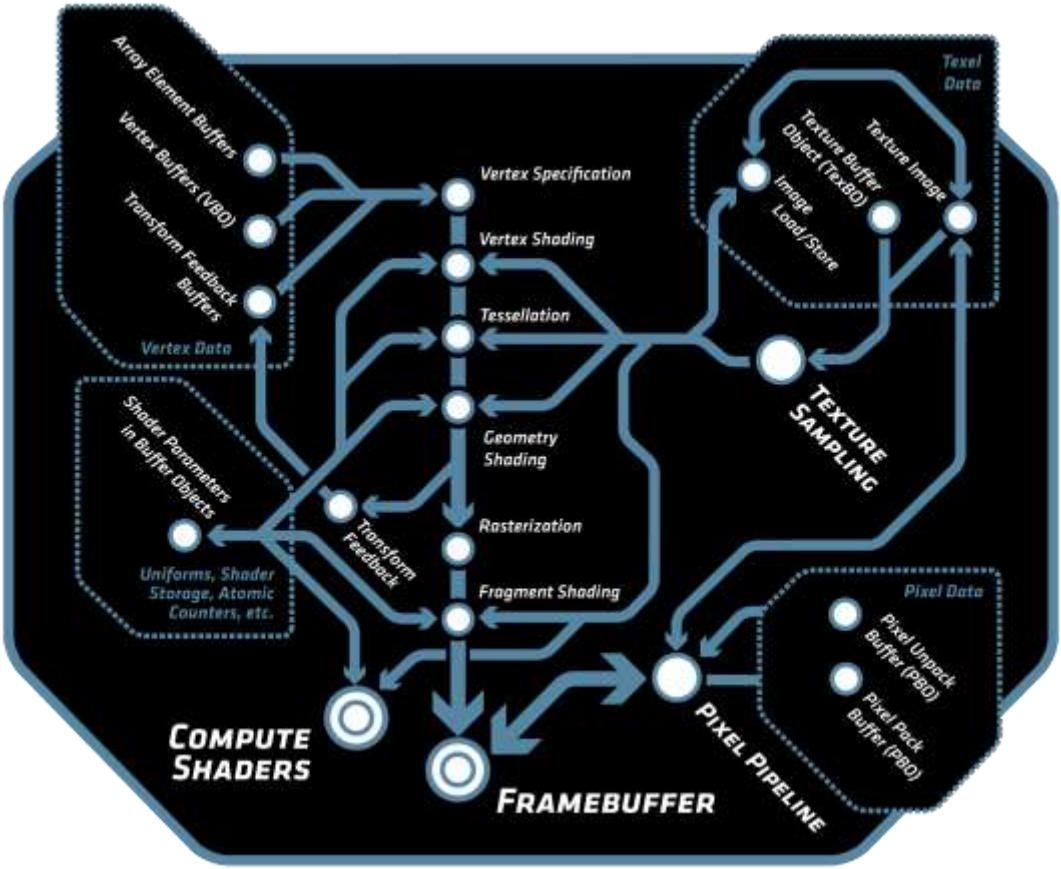 Array Element Buffers
Vertex Buffers (VBO)
Transform Feedback
Buffers
Vertex Data
Shader Parameters
in Buffer Objects
Uniforms, Shader
Storage, Atomic
Counters, etc.
Vertex Specification
Vertex Shading
Tessellation
Geometry
Shading
Transform
Feedback
Rasterization
Fragment Shading
Texel
Data
Texture Image
Texture Buffer
Object (TexBO)
Image
Load/Store
TEXTURE
SAMPLING
Pixel Data
Pixel Unpack
Buffer (PBO)
Pixel Pack
Buffer (PBO)
PIXEL PIPELINE
COMPUTE
SHADERS
FRAMEBUFFER